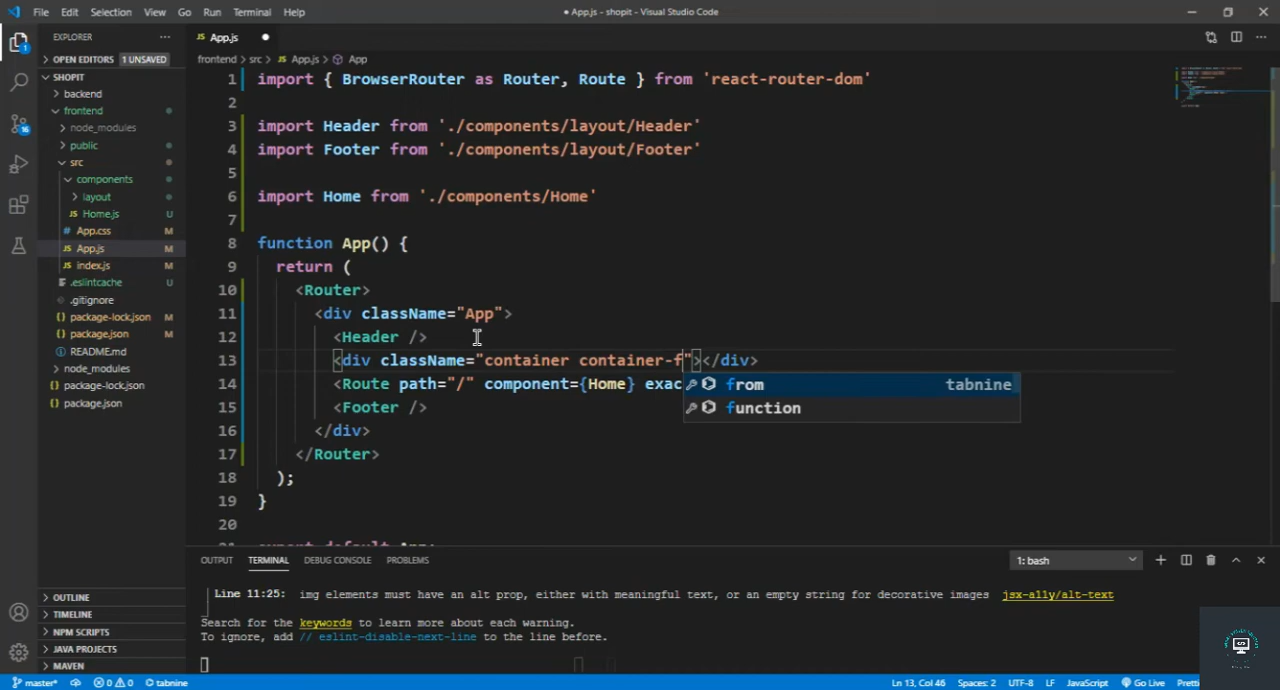 File Edit Selection View Go Run Terminal Help
● App.js - shopit - Visual Studio Code
EXPLORER
OPEN EDITORS 1 UNSAVED
SHOPIT
backend
frontend
node_modules
public
src
components
layout
JS Home.js U
# App.css M
JS App.js M
JS index.js M
.eslintcache U
.gitignore
{} package-lock.json M
{} package.json M
README.md
node_modules
{} package-lock.json
{} package.json
OUTLINE
TIMELINE
NPM SCRIPTS
JAVA PROJECTS
MAVEN
JS App.js ●
frontend > src > JS App.js > App
1 import { BrowserRouter as Router, Route } from 'react-router-dom'
2
3 import Header from './components/layout/Header'
4 import Footer from './components/layout/Footer'
5
6 import Home from './components/Home'
7
8 function App() {
9 return (
10 <Router>
11 <div className="App">
12 <Header />
13 <div className="container container-f"></div>
14 <Route path="/" component={Home} exac
15 <Footer />
16 </div>
17 </Router>
18 );
19 }
20
from tabnine
function
OUTPUT TERMINAL DEBUG CONSOLE PROBLEMS
1: bash
Line 11:25: img elements must have an alt prop, either with meaningful text, or an empty string for decorative images jsx-a11y/alt-text
Search for the keywords to learn more about each warning.
To ignore, add // eslint-disable-next-line to the line before.
master* 0 0 tabnine
Ln 13, Col 46 Spaces: 2 UTF-8 LF JavaScript Go Live Pretti